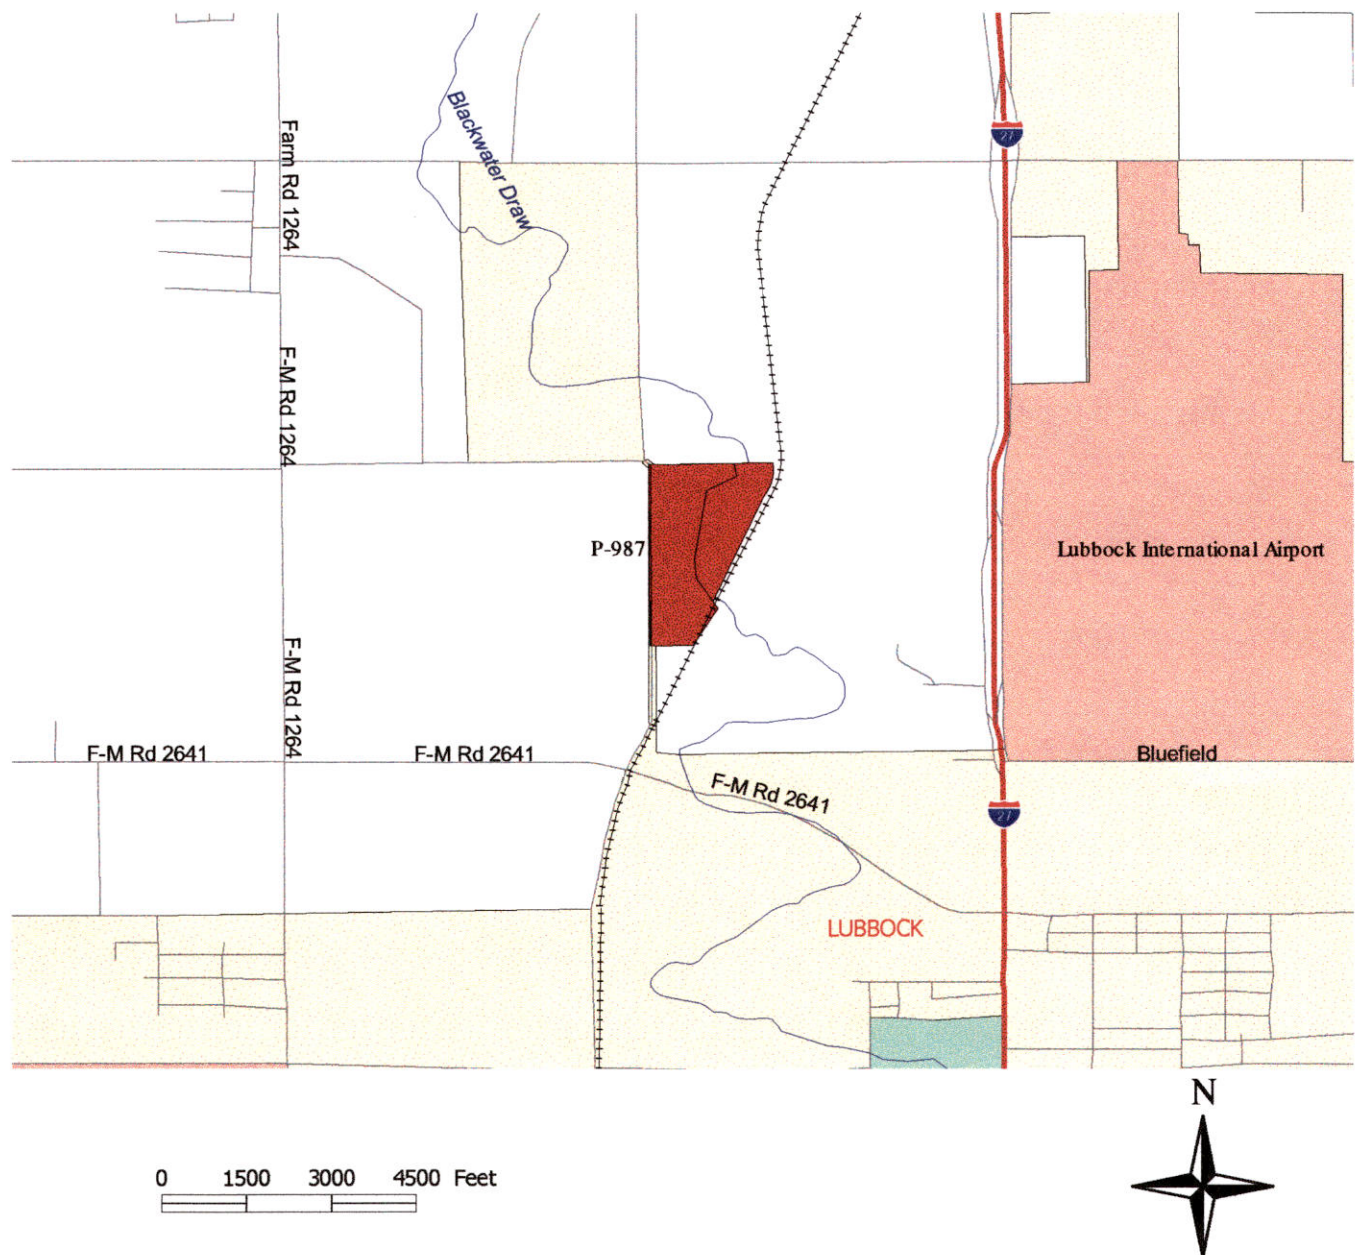 27
Blackwater Draw
Farm Rd 1264
F-M Rd 1264
P-987
Lubbock International Airport
F-M Rd 1264
F-M Rd 2641
F-M Rd 2641
Bluefield
F-M Rd 2641
27
LUBBOCK
N
0 1500 3000 4500 Feet